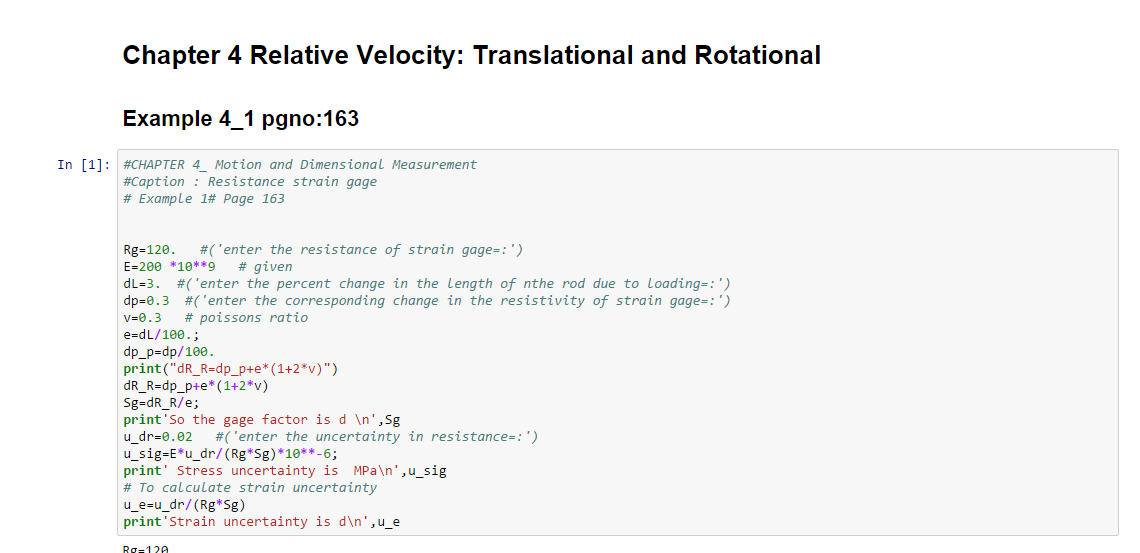 Chapter 4 Relative Velocity: Translational and Rotational
Example 4_1 pgno:163
In [1]:
#CHAPTER 4_ Motion and Dimensional Measurement
#Caption : Resistance strain gage
# Example 1# Page 163
Rg=120.   #('enter the resistance of strain gage=:')
E=200 *10**9   # given
dL=3.  #('enter the percent change in the length of nthe rod due to loading=:')
dp=0.3  #('enter the corresponding change in the resistivity of strain gage=:')
v=0.3   # poissons ratio
e=dL/100.;
dp_p=dp/100.
print("dR_R=dp_p+e*(1+2*v)")
dR_R=dp_p+e*(1+2*v)
Sg=dR_R/e;
print'So the gage factor is d \n',Sg
u_dr=0.02   #('enter the uncertainty in resistance=:')
u_sig=E*u_dr/(Rg*Sg)*10**-6;
print' Stress uncertainty is  MPa\n',u_sig
# To calculate strain uncertainty
u_e=u_dr/(Rg*Sg)
print'Strain uncertainty is d\n',u_e
Rg=120